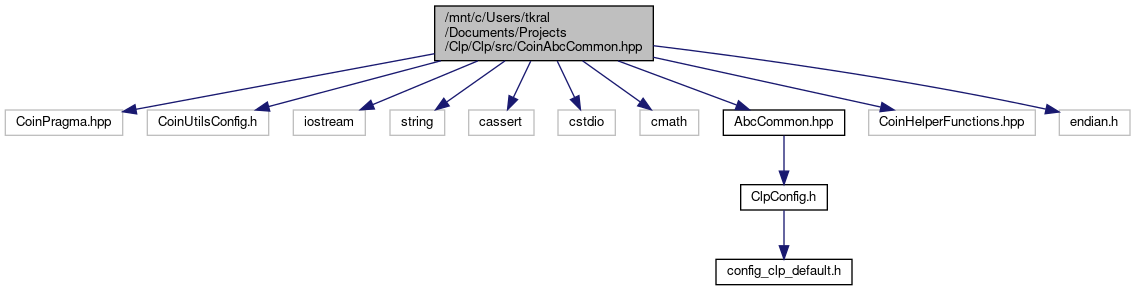 /mnt/c/Users/tkral
/Documents/Projects
/Clp/Clp/src/CoinAbcCommon.hpp
CoinPragma.hpp
CoinUtilsConfig.h
iostream
string
cassert
cstdio
cmath
AbcCommon.hpp
CoinHelperFunctions.hpp
endian.h
ClpConfig.h
config_clp_default.h